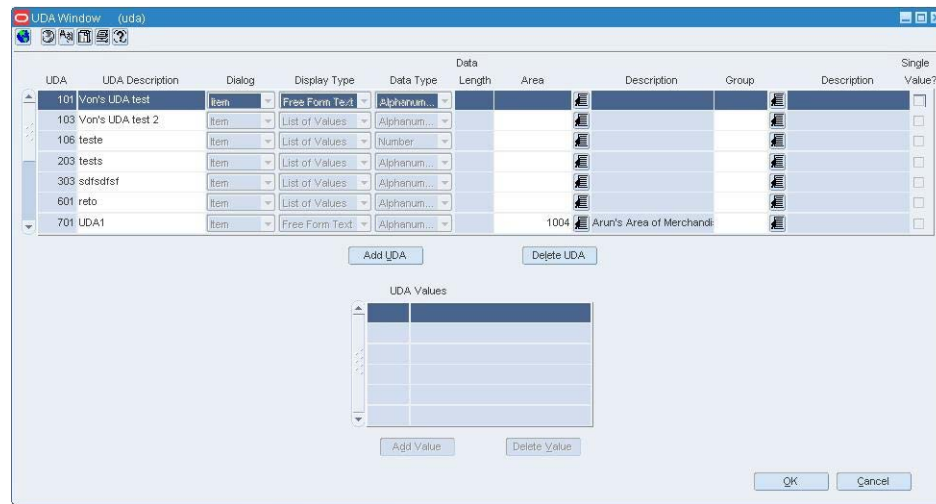 UDA Window (uda)
Data Single
UDA UDA Description Dialog Display Type Data Type Length Area Description Group Description Value?
101 Von's UDA test Item Free Form Text Alphanum...
103 Von's UDA test 2 Item List of Values Alphanum...
106 teste Item List of Values Number
203 tests Item List of Values Alphanum...
303 sdfsdfsf Item List of Values Alphanum...
601 reto Item List of Values Alphanum...
701 UDA1 Item Free Form Text Alphanum... 1004 Arun's Area of Merchandi
Add UDA Delete UDA
UDA Values
Add Value Delete Value
OK Cancel